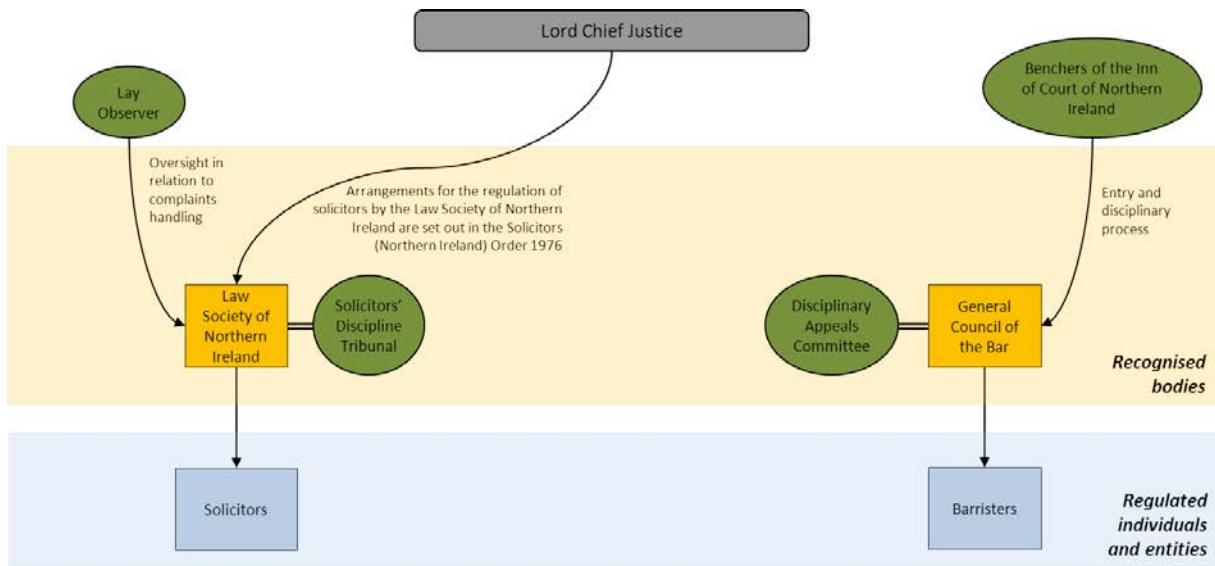 Lord Chief Justice
Lay
Observer
Benchers of the Inn
of Court of Northern
Ireland
Oversight in
relation to
complaints
handling
Arrangements for the regulation of
solicitors by the Law Society of Northern
Ireland are set out in the Solicitors
(Northern Ireland) Order 1976
Entry and
disciplinary
process
Law
Society of
Northern
Ireland
Solicitors'
Discipline
Tribunal
Disciplinary
Appeals
Committee
General
Council of
the Bar
Recognised
bodies
Solicitors
Barristers
Regulated
individuals
and entities